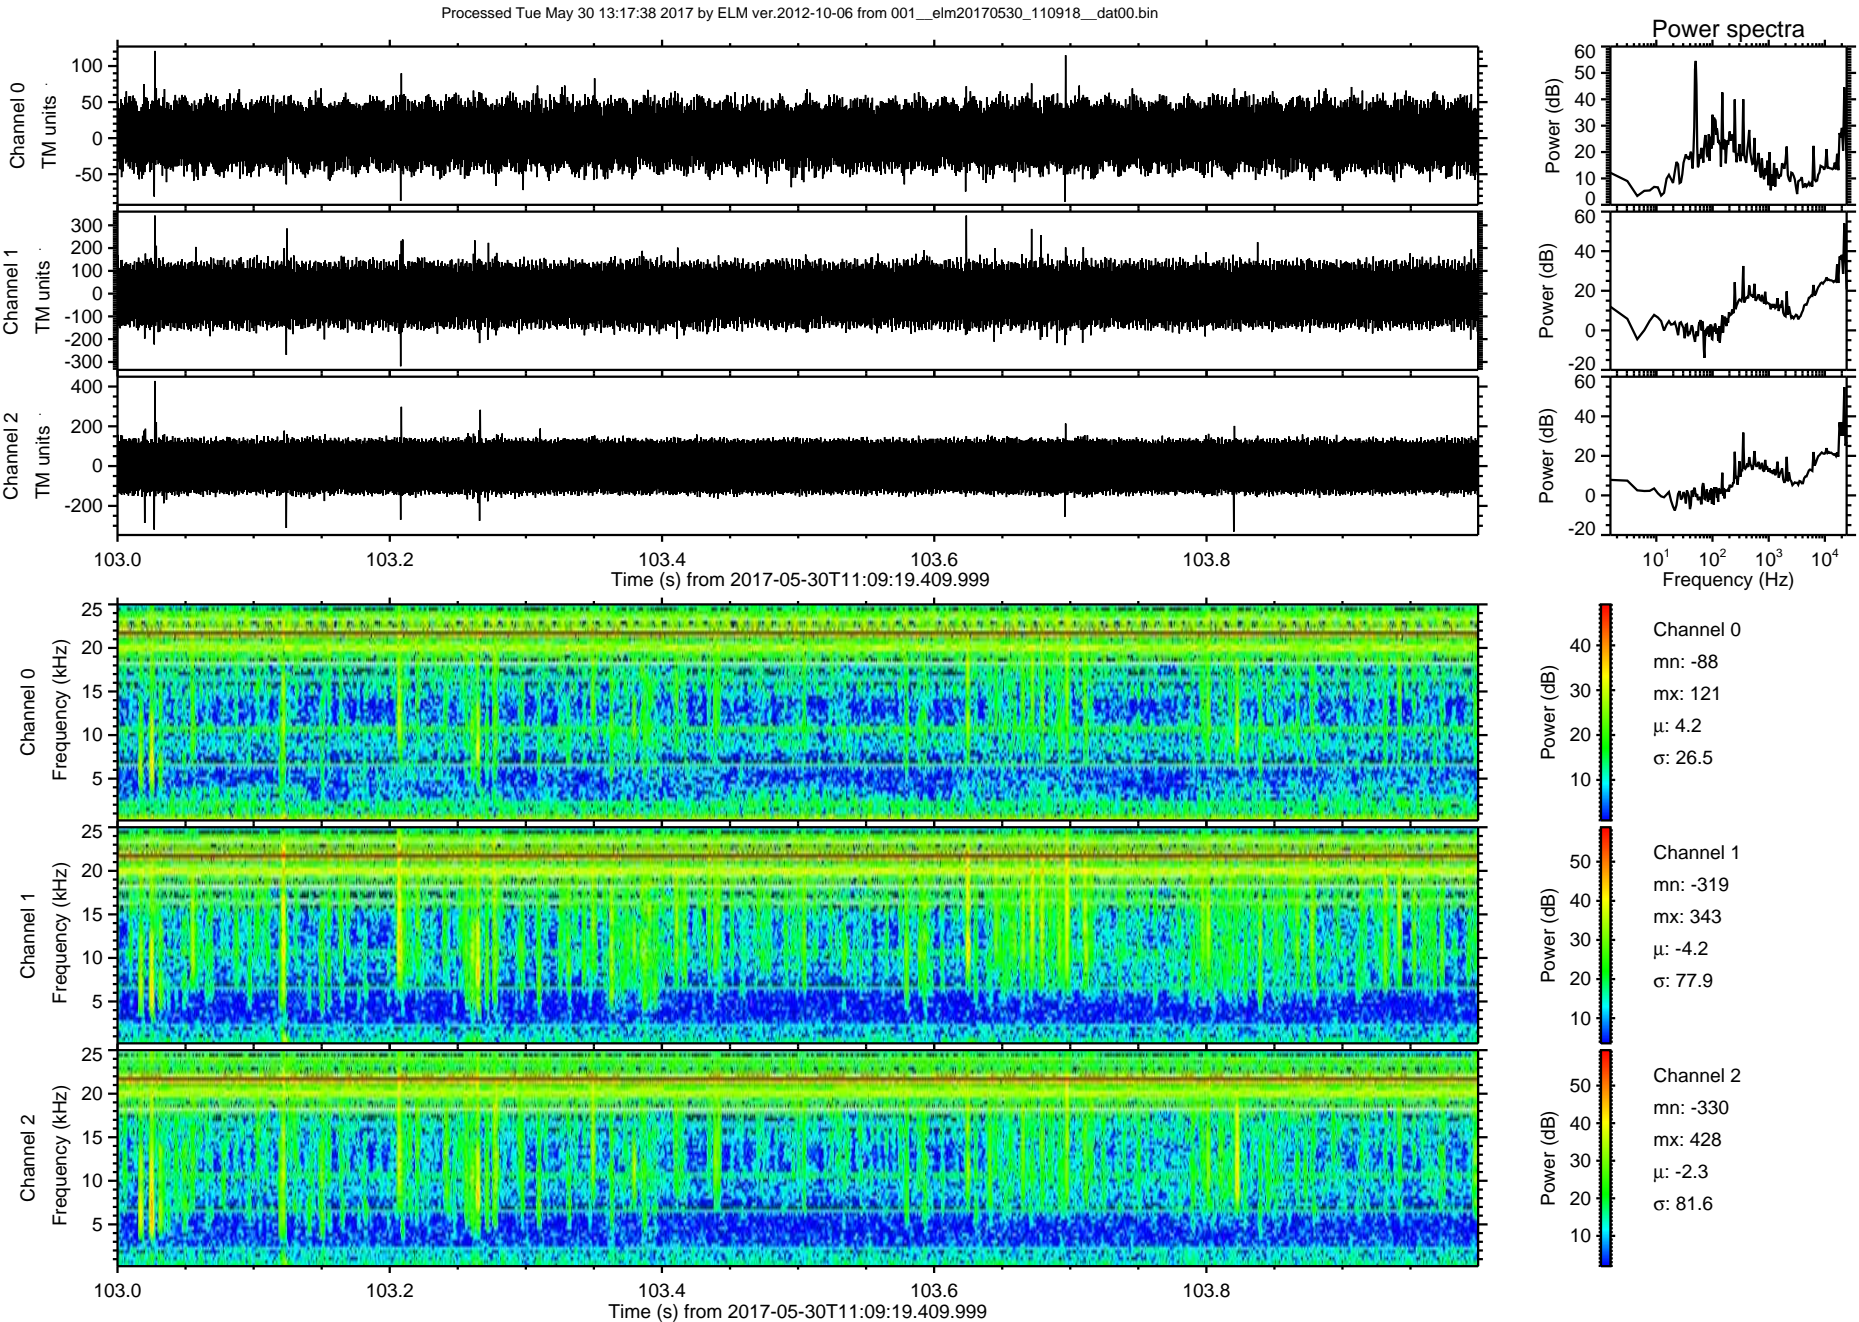 Processed Tue May 30 13:17:38 2017 by ELM ver.2012-10-06 from 001__elm20170530_110918__dat00.bin
Power spectra
Channel 0
TM units
100
50
0
-50
Power (dB)
60
50
40
30
20
10
0
Channel 1
TM units
300
200
100
0
-100
-200
-300
Power (dB)
60
40
20
0
-20
Channel 2
TM units
400
200
0
-200
Power (dB)
60
40
20
0
-20
103.0 103.2 103.4 103.6 103.8
Time (s) from 2017-05-30T11:09:19.409.999
10¹ 10² 10³ 10⁴
Frequency (Hz)
Channel 0
Frequency (kHz)
25
20
15
10
5
Power (dB)
40
30
20
10
Channel 0
mn: -88
mx: 121
μ: 4.2
σ: 26.5
Channel 1
Frequency (kHz)
25
20
15
10
5
Power (dB)
50
40
30
20
10
Channel 1
mn: -319
mx: 343
μ: -4.2
σ: 77.9
Channel 2
Frequency (kHz)
25
20
15
10
5
Power (dB)
50
40
30
20
10
Channel 2
mn: -330
mx: 428
μ: -2.3
σ: 81.6
103.0 103.2 103.4 103.6 103.8
Time (s) from 2017-05-30T11:09:19.409.999